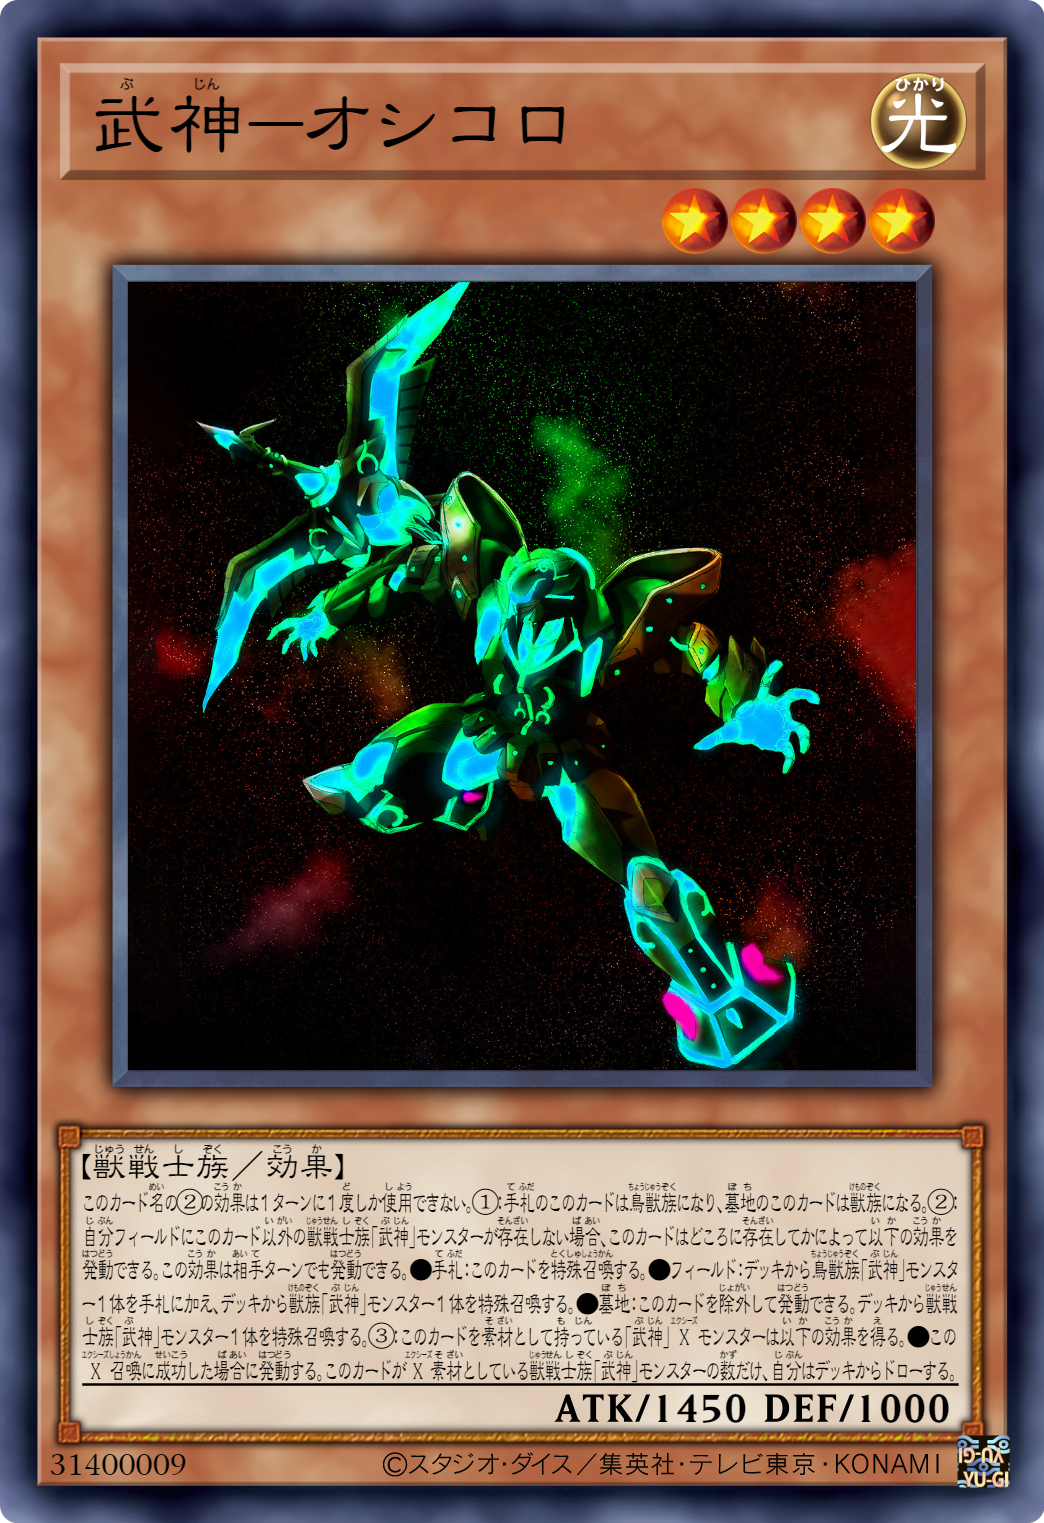 武神－オシコロ
光
【獣戦士族／効果】
このカード名の②の効果は1ターンに1度しか使用できない。①：手札のこのカードは鳥獣族になり、墓地のこのカードは獣族になる。②：
自分フィールドにこのカード以外の獣戦士族「武神」モンスターが存在しない場合、このカードはどこに存在してかによって以下の効果を
発動できる。この効果は相手ターンでも発動できる。●手札：このカードを特殊召喚する。●フィールド：デッキから鳥獣族「武神」モンスタ
ー1体を手札に加え、デッキから獣族「武神」モンスター1体を特殊召喚する。●墓地：このカードを除外して発動できる。デッキから獣戦
士族「武神」モンスター1体を特殊召喚する。③：このカードを素材として持っている「武神」X モンスターは以下の効果を得る。●この
X 召喚に成功した場合に発動する。このカードが X 素材としている獣戦士族「武神」モンスターの数だけ、自分はデッキからドローする。
ATK/1450 DEF/1000
31400009 ©スタジオ・ダイス／集英社・テレビ東京・KONAMI
YU-GI